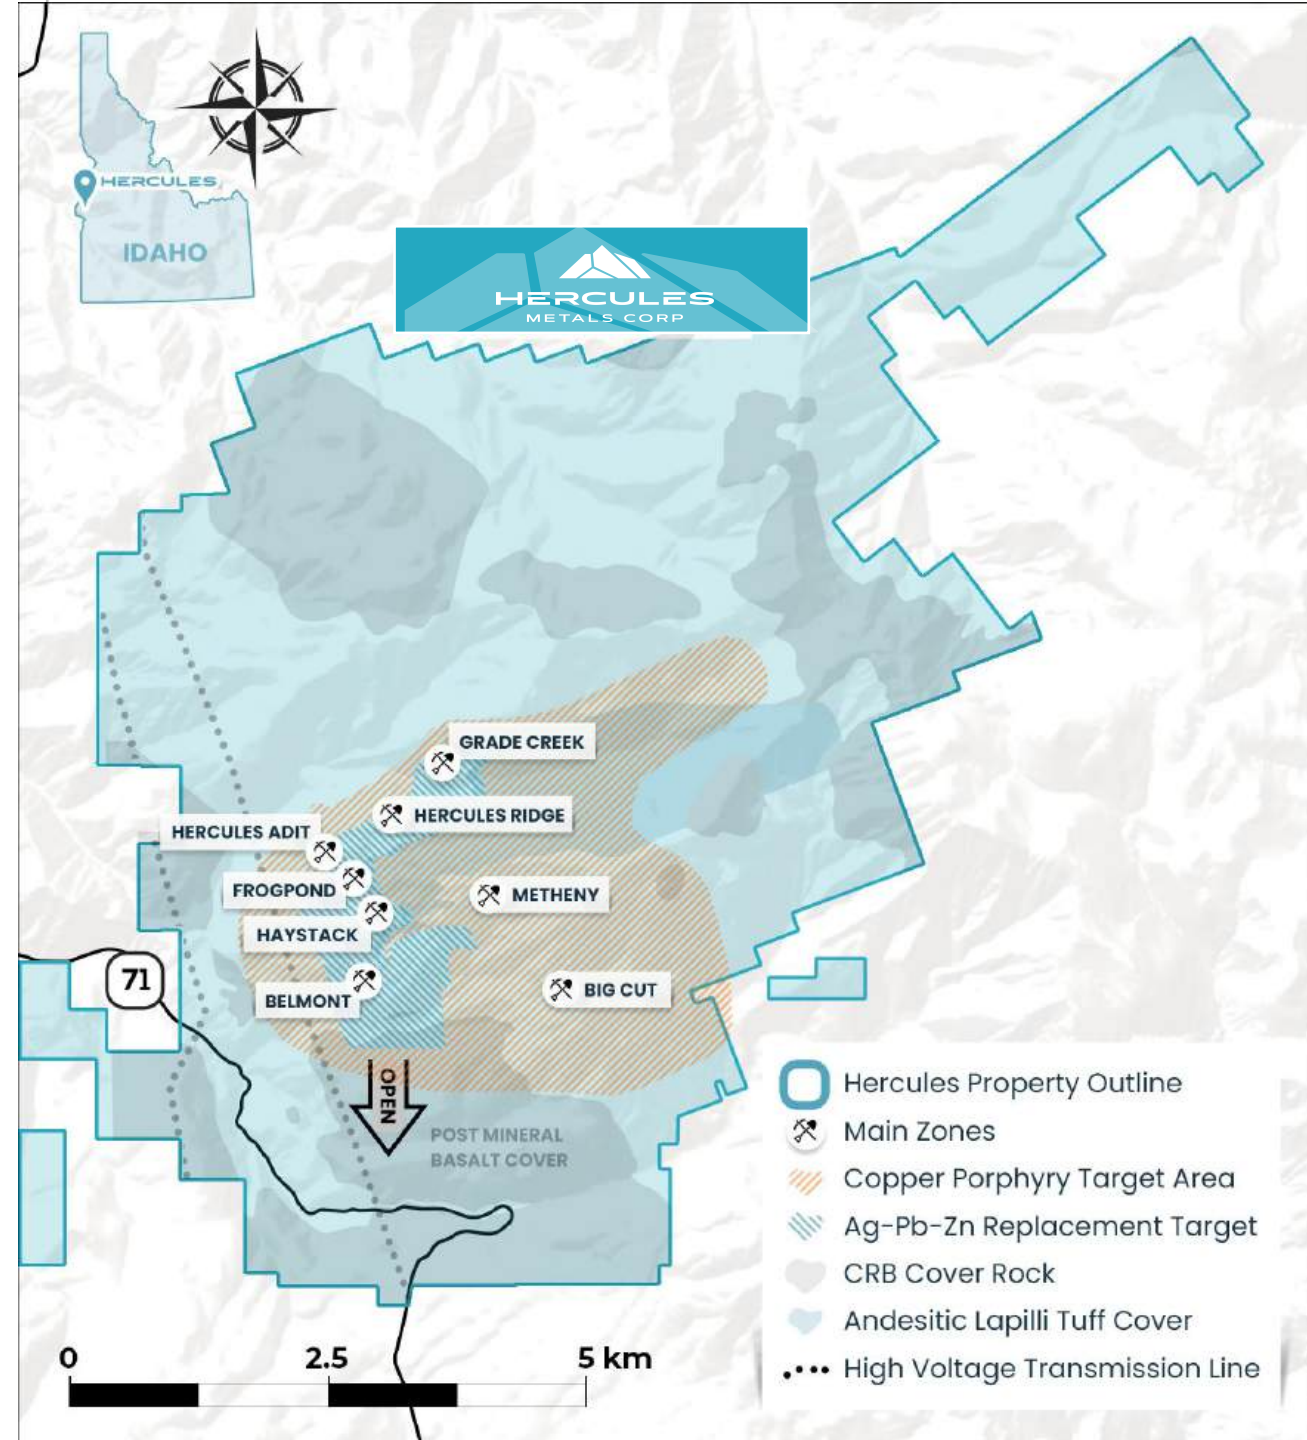 HERCULES
IDAHO
HERCULES
METALS CORP
GRADE CREEK
HERCULES RIDGE
HERCULES ADIT
FROGPOND
METHENY
HAYSTACK
BELMONT
BIG CUT
71
OPEN
POST MINERAL
BASALT COVER
Hercules Property Outline
Main Zones
Copper Porphyry Target Area
Ag-Pb-Zn Replacement Target
CRB Cover Rock
Andesitic Lapilli Tuff Cover
High Voltage Transmission Line
0 2.5 5 km